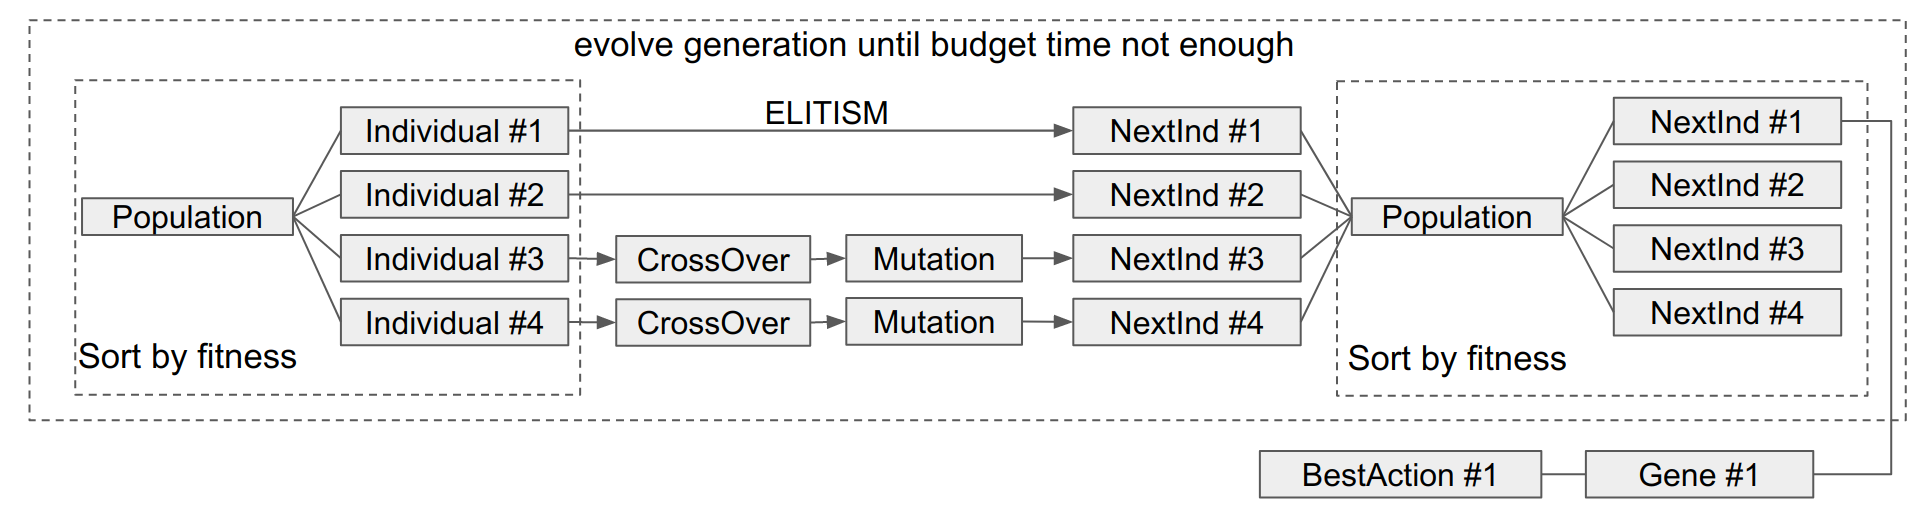 evolve generation until budget time not enough
ELITISM
Individual #1
NextInd #1
NextInd #1
Individual #2
NextInd #2
NextInd #2
Population
Population
Individual #3
CrossOver
Mutation
NextInd #3
NextInd #3
Individual #4
CrossOver
Mutation
NextInd #4
NextInd #4
Sort by fitness
Sort by fitness
BestAction #1
Gene #1